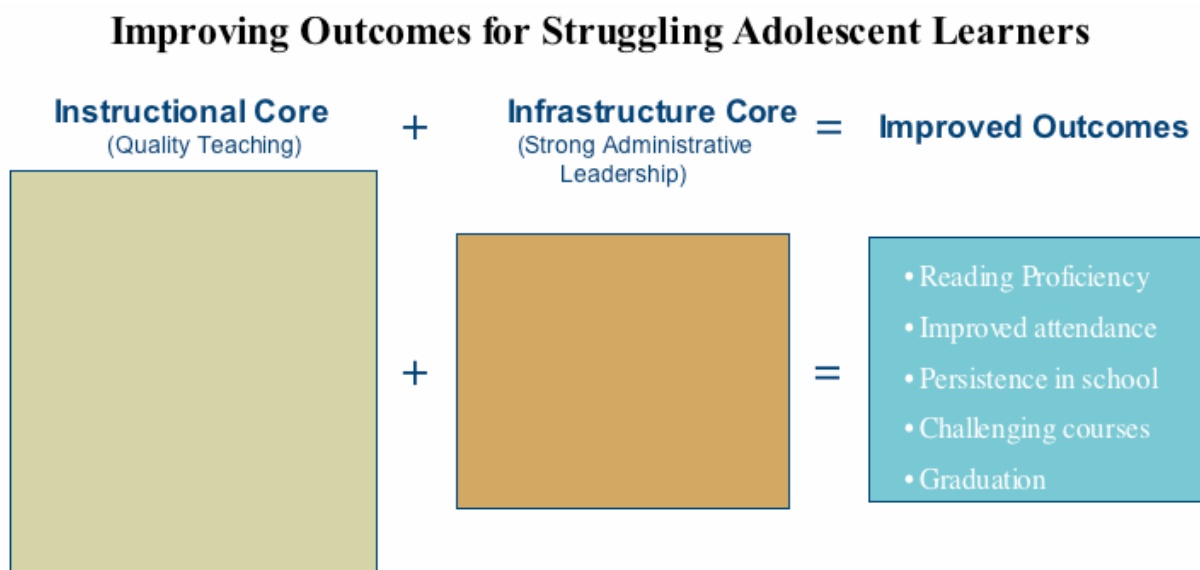 Improving Outcomes for Struggling Adolescent Learners
Instructional Core
(Quality Teaching)
+
Infrastructure Core
(Strong Administrative
Leadership)
=
Improved Outcomes
+
=
• Reading Proficiency
• Improved attendance
• Persistence in school
• Challenging courses
• Graduation